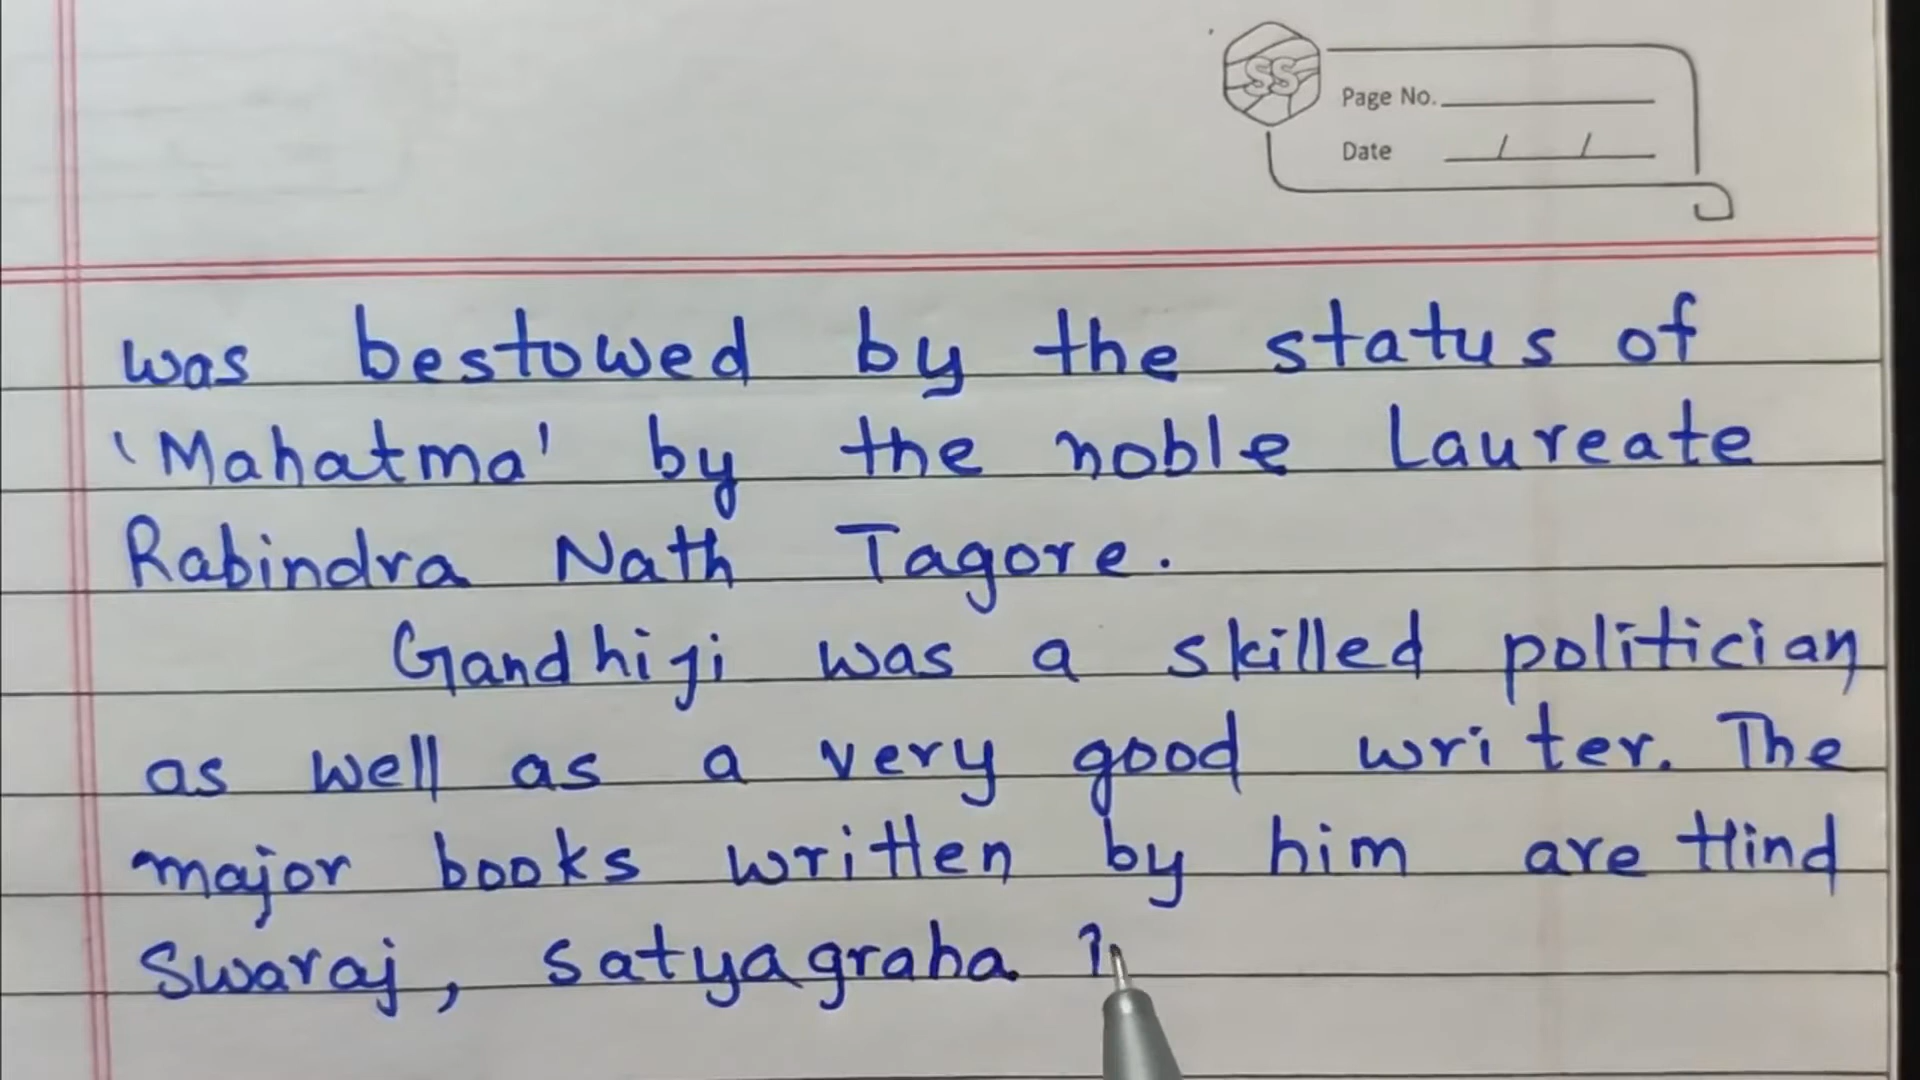 SS
Page No.
Date / /
was bestowed by the status of
'Mahatma' by the noble Laureate
Rabindra Nath Tagore.
Gandhiji was a skilled politician
as well as a very good writer. The
major books written by him are Hind
Swaraj, satyagraha